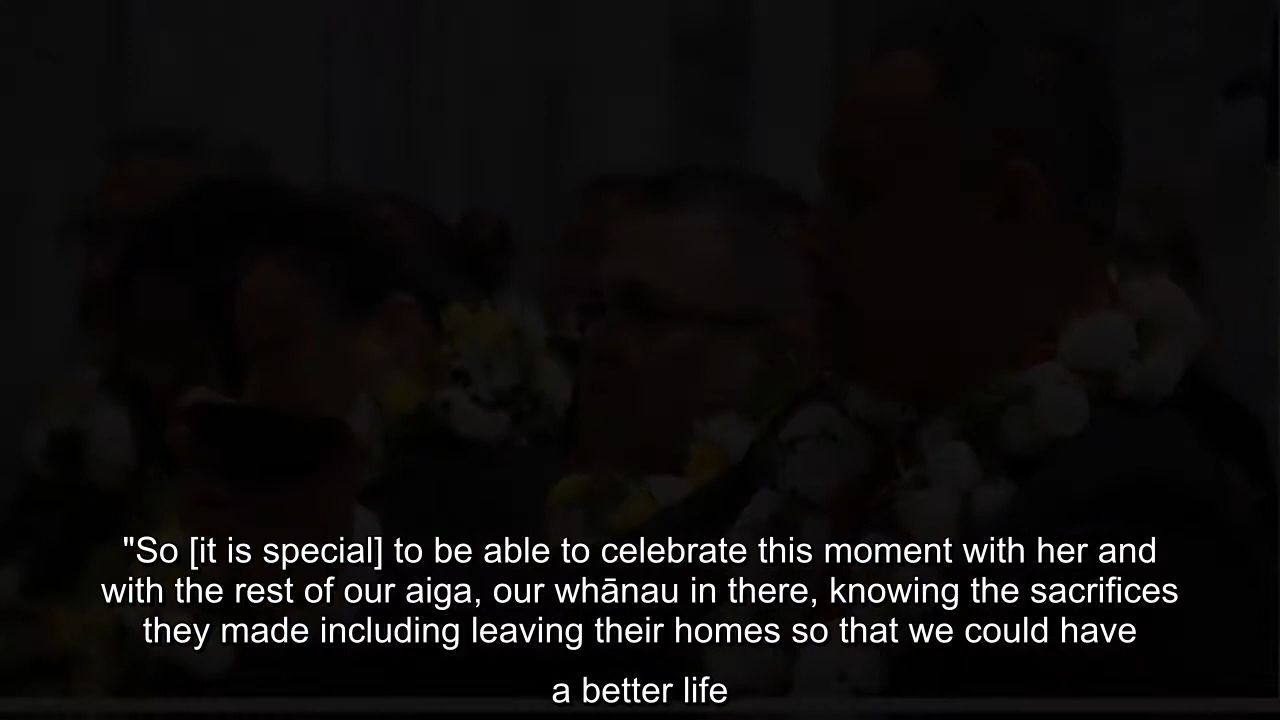 "So [it is special] to be able to celebrate this moment with her and
with the rest of our aiga, our whānau in there, knowing the sacrifices
they made including leaving their homes so that we could have
a better life